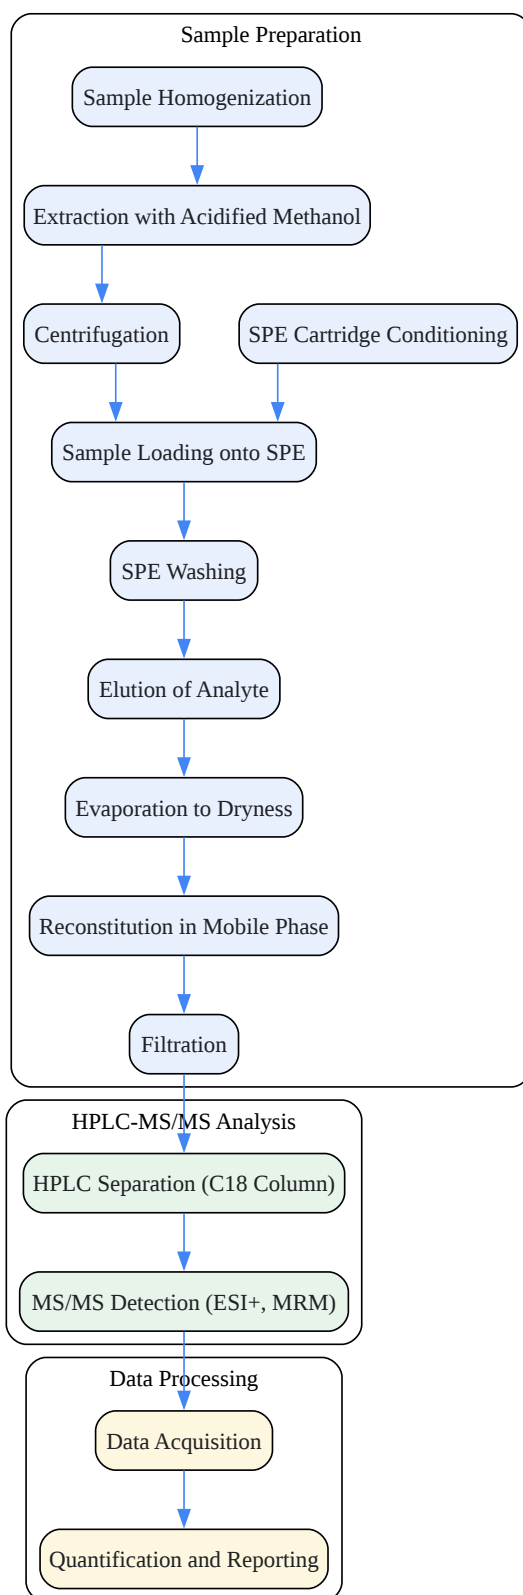 Sample Preparation
Sample Homogenization
Extraction with Acidified Methanol
Centrifugation
SPE Cartridge Conditioning
Sample Loading onto SPE
SPE Washing
Elution of Analyte
Evaporation to Dryness
Reconstitution in Mobile Phase
Filtration
HPLC-MS/MS Analysis
HPLC Separation (C18 Column)
MS/MS Detection (ESI+, MRM)
Data Processing
Data Acquisition
Quantification and Reporting